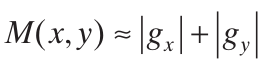 M(x, y) ≈ |g_x| + |g_y|